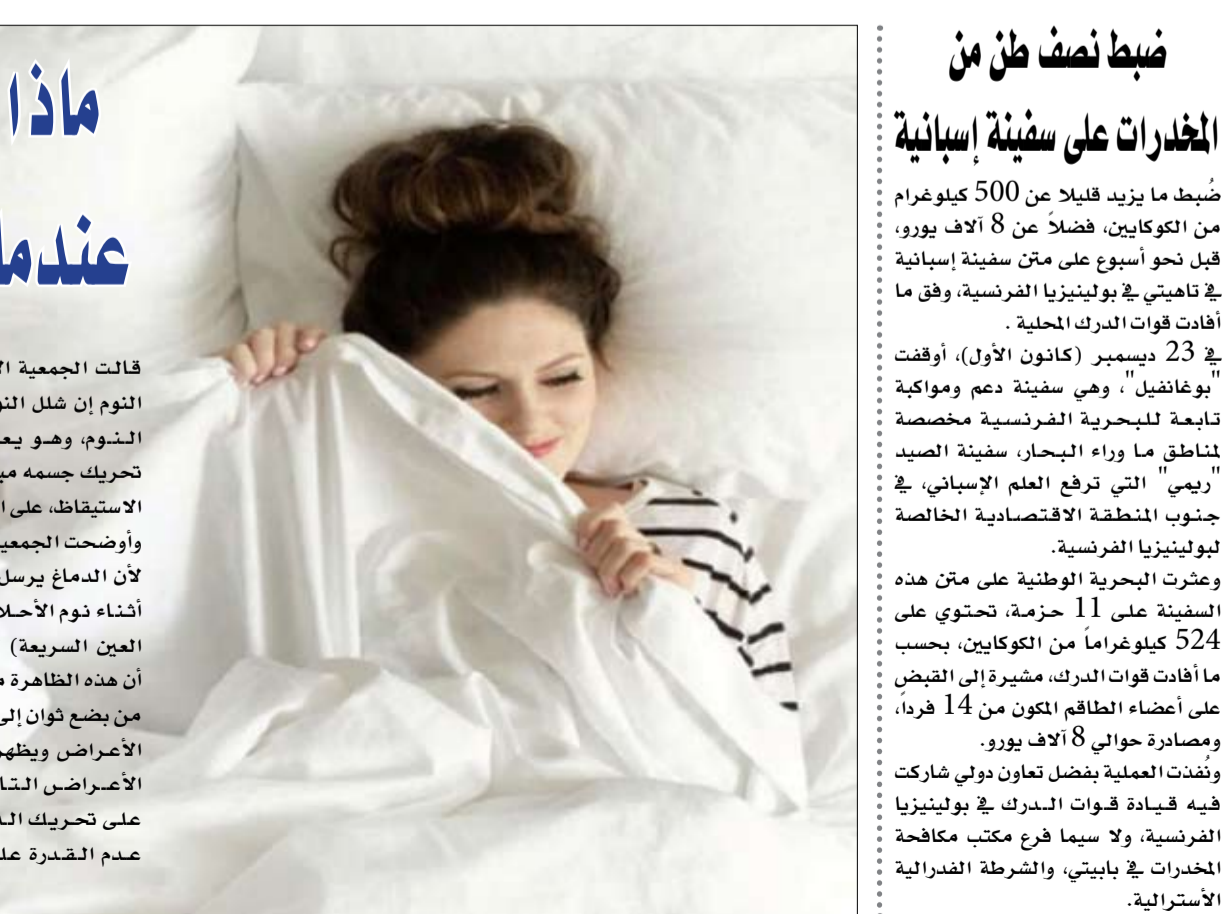 ضبط نصف طن من
المخدرات على سفينة إسبانية
ضُبط ما يزيد قليلا عن 500 كيلوغرام
من الكوكايين، فضلاً عن 8 آلاف يورو،
قبل نحو أسبوع على متن سفينة إسبانية
في تاهيتي في بولينيزيا الفرنسية، وفق ما
أفادت قوات الدرك المحلية .
في 23 ديسمبر (كانون الأول)، أوقفت
"بوغانفيل"، وهي سفينة دعم ومواكبة
تابعة للبحرية الفرنسية مخصصة
لمناطق ما وراء البحار، سفينة الصيد
"ريمي" التي ترفع العلم الإسباني، في
جنوب المنطقة الاقتصادية الخالصة
لبولينيزيا الفرنسية.
وعثرت البحرية الوطنية على متن هذه
السفينة على 11 حزمة، تحتوي على
524 كيلوغراماً من الكوكايين، بحسب
ما أفادت قوات الدرك، مشيرة إلى القبض
على أعضاء الطاقم المكون من 14 فرداً،
ومصادرة حوالي 8 آلاف يورو.
ونُفذت العملية بفضل تعاون دولي شاركت
فيه قيادة قوات الدرك في بولينيزيا
الفرنسية، ولا سيما فرع مكتب مكافحة
المخدرات في بابيتي، والشرطة الفدرالية
الأسترالية.
ماذا
عندما
قالت الجمعية ال
النوم إن شلل النو
النوم، وهو يع
تحريك جسمه مب
الاستيقاظ، على ا
وأوضحت الجمعي
لأن الدماغ يرسل
أثناء نوم الأحلا
العين السريعة)
أن هذه الظاهرة م
من بضع ثوان إلى
الأعراض ويظهر
الأعراض التا
على تحريك الذ
عدم القدرة عل